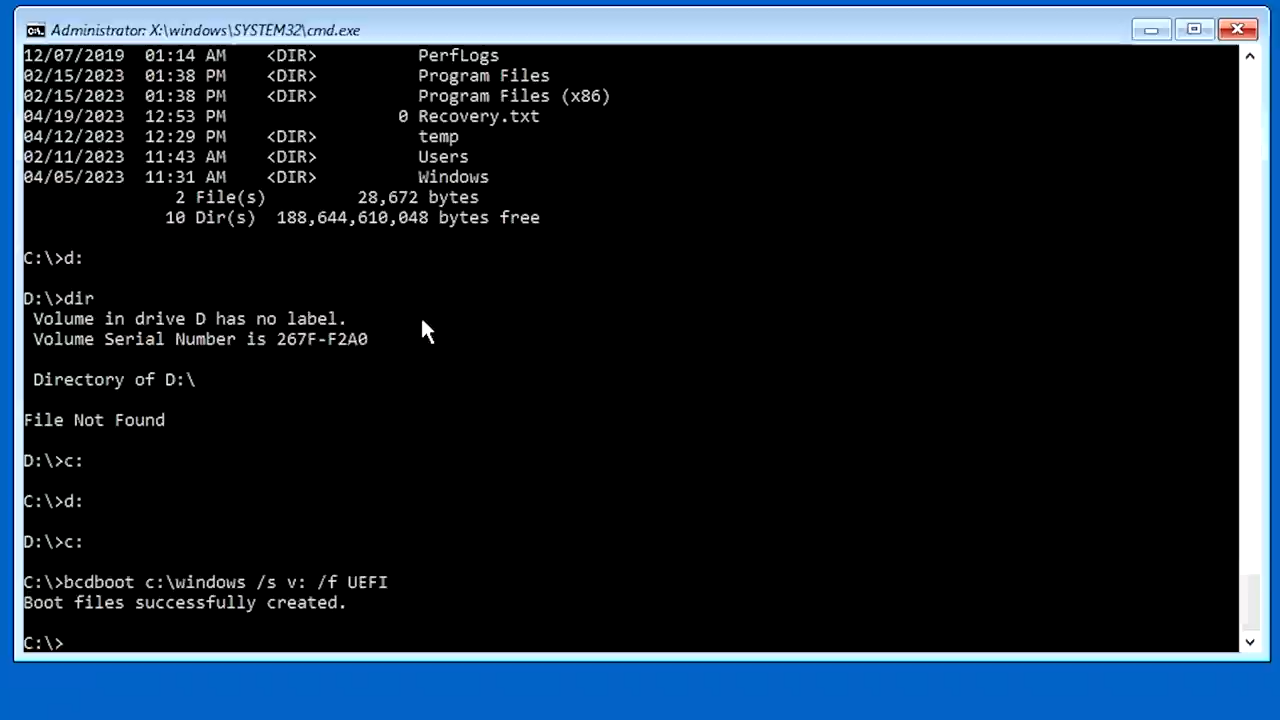 Administrator: X:\windows\SYSTEM32\cmd.exe
12/07/2019  01:14 AM    <DIR>          PerfLogs
02/15/2023  01:38 PM    <DIR>          Program Files
02/15/2023  01:38 PM    <DIR>          Program Files (x86)
04/19/2023  12:53 PM                 0 Recovery.txt
04/12/2023  12:29 PM    <DIR>          temp
02/11/2023  11:43 AM    <DIR>          Users
04/05/2023  11:31 AM    <DIR>          Windows
               2 File(s)         28,672 bytes
              10 Dir(s)  188,644,610,048 bytes free
C:\>d:
D:\>dir
 Volume in drive D has no label.
 Volume Serial Number is 267F-F2A0
 Directory of D:\
File Not Found
D:\>c:
C:\>d:
D:\>c:
C:\>bcdboot c:\windows /s v: /f UEFI
Boot files successfully created.
C:\>